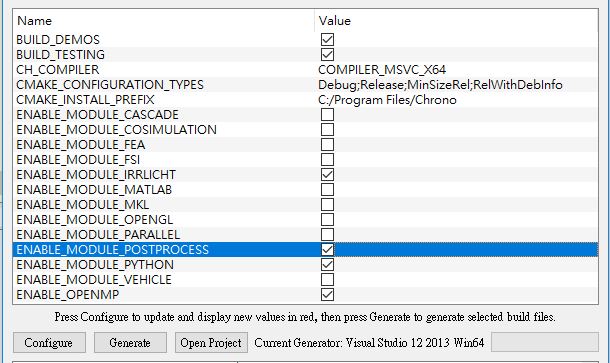 Name Value
BUILD_DEMOS
BUILD_TESTING
CH_COMPILER COMPILER_MSVC_X64
CMAKE_CONFIGURATION_TYPES Debug;Release;MinSizeRel;RelWithDebInfo
CMAKE_INSTALL_PREFIX C:/Program Files/Chrono
ENABLE_MODULE_CASCADE
ENABLE_MODULE_COSIMULATION
ENABLE_MODULE_FEA
ENABLE_MODULE_FSI
ENABLE_MODULE_IRRLICHT
ENABLE_MODULE_MATLAB
ENABLE_MODULE_MKL
ENABLE_MODULE_OPENGL
ENABLE_MODULE_PARALLEL
ENABLE_MODULE_POSTPROCESS
ENABLE_MODULE_PYTHON
ENABLE_MODULE_VEHICLE
ENABLE_OPENMP
Press Configure to update and display new values in red, then press Generate to generate selected build files.
Configure Generate Open Project Current Generator: Visual Studio 12 2013 Win64